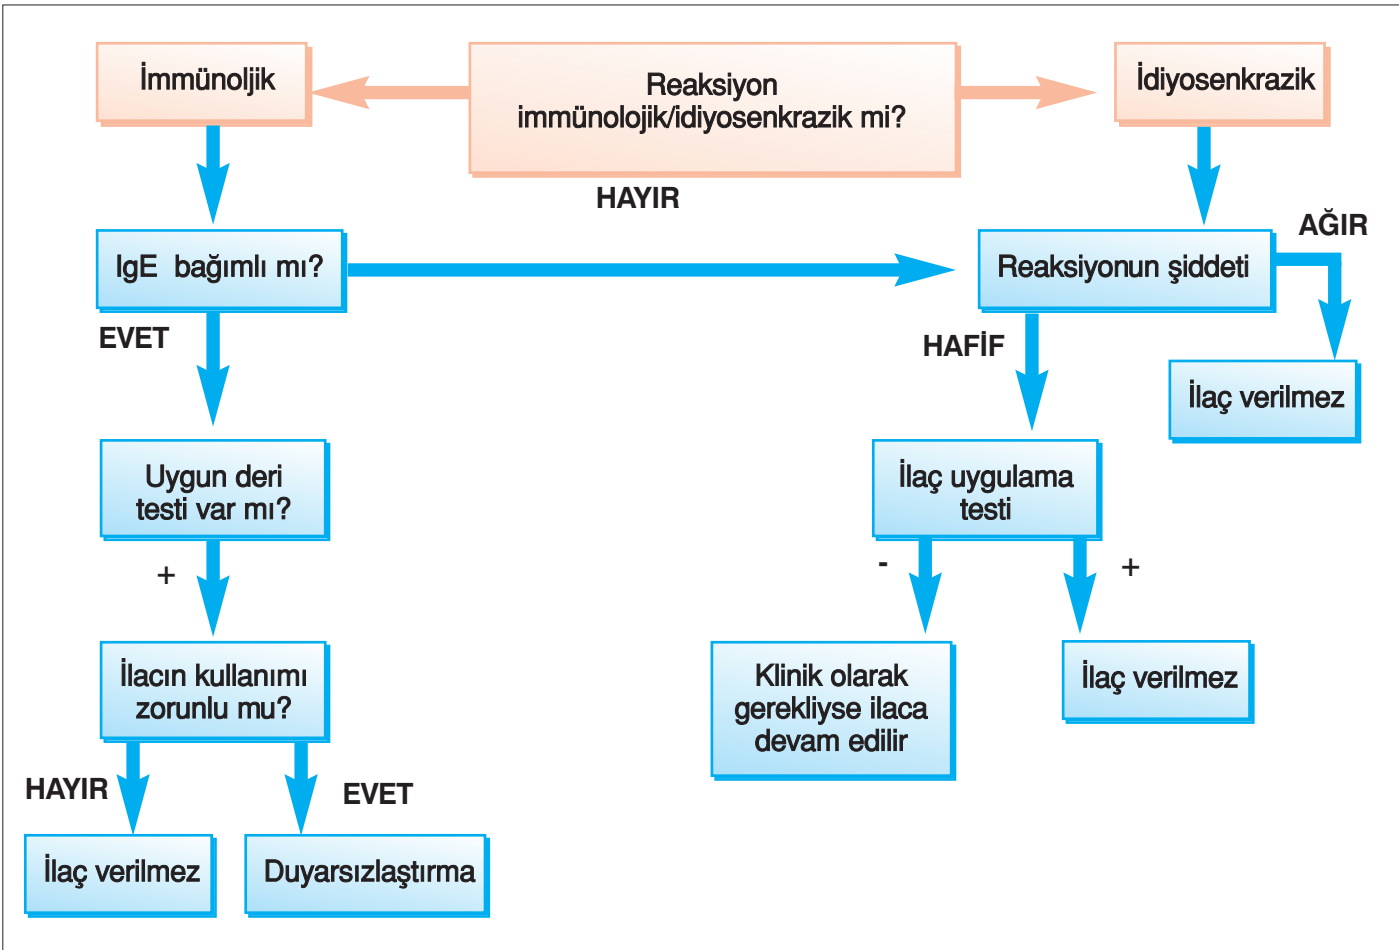 İmmünoljik
Reaksiyon
immünolojik/idiyosenkrazik mi?
İdiyosenkrazik
HAYIR
AĞIR
IgE bağımlı mı?
Reaksiyonun şiddeti
EVET
HAFİF
İlaç verilmez
Uygun deri
testi var mı?
İlaç uygulama
testi
+
-
+
İlacın kullanımı
zorunlu mu?
Klinik olarak
gerekliyse ilaca
devam edilir
İlaç verilmez
HAYIR
EVET
İlaç verilmez
Duyarsızlaştırma